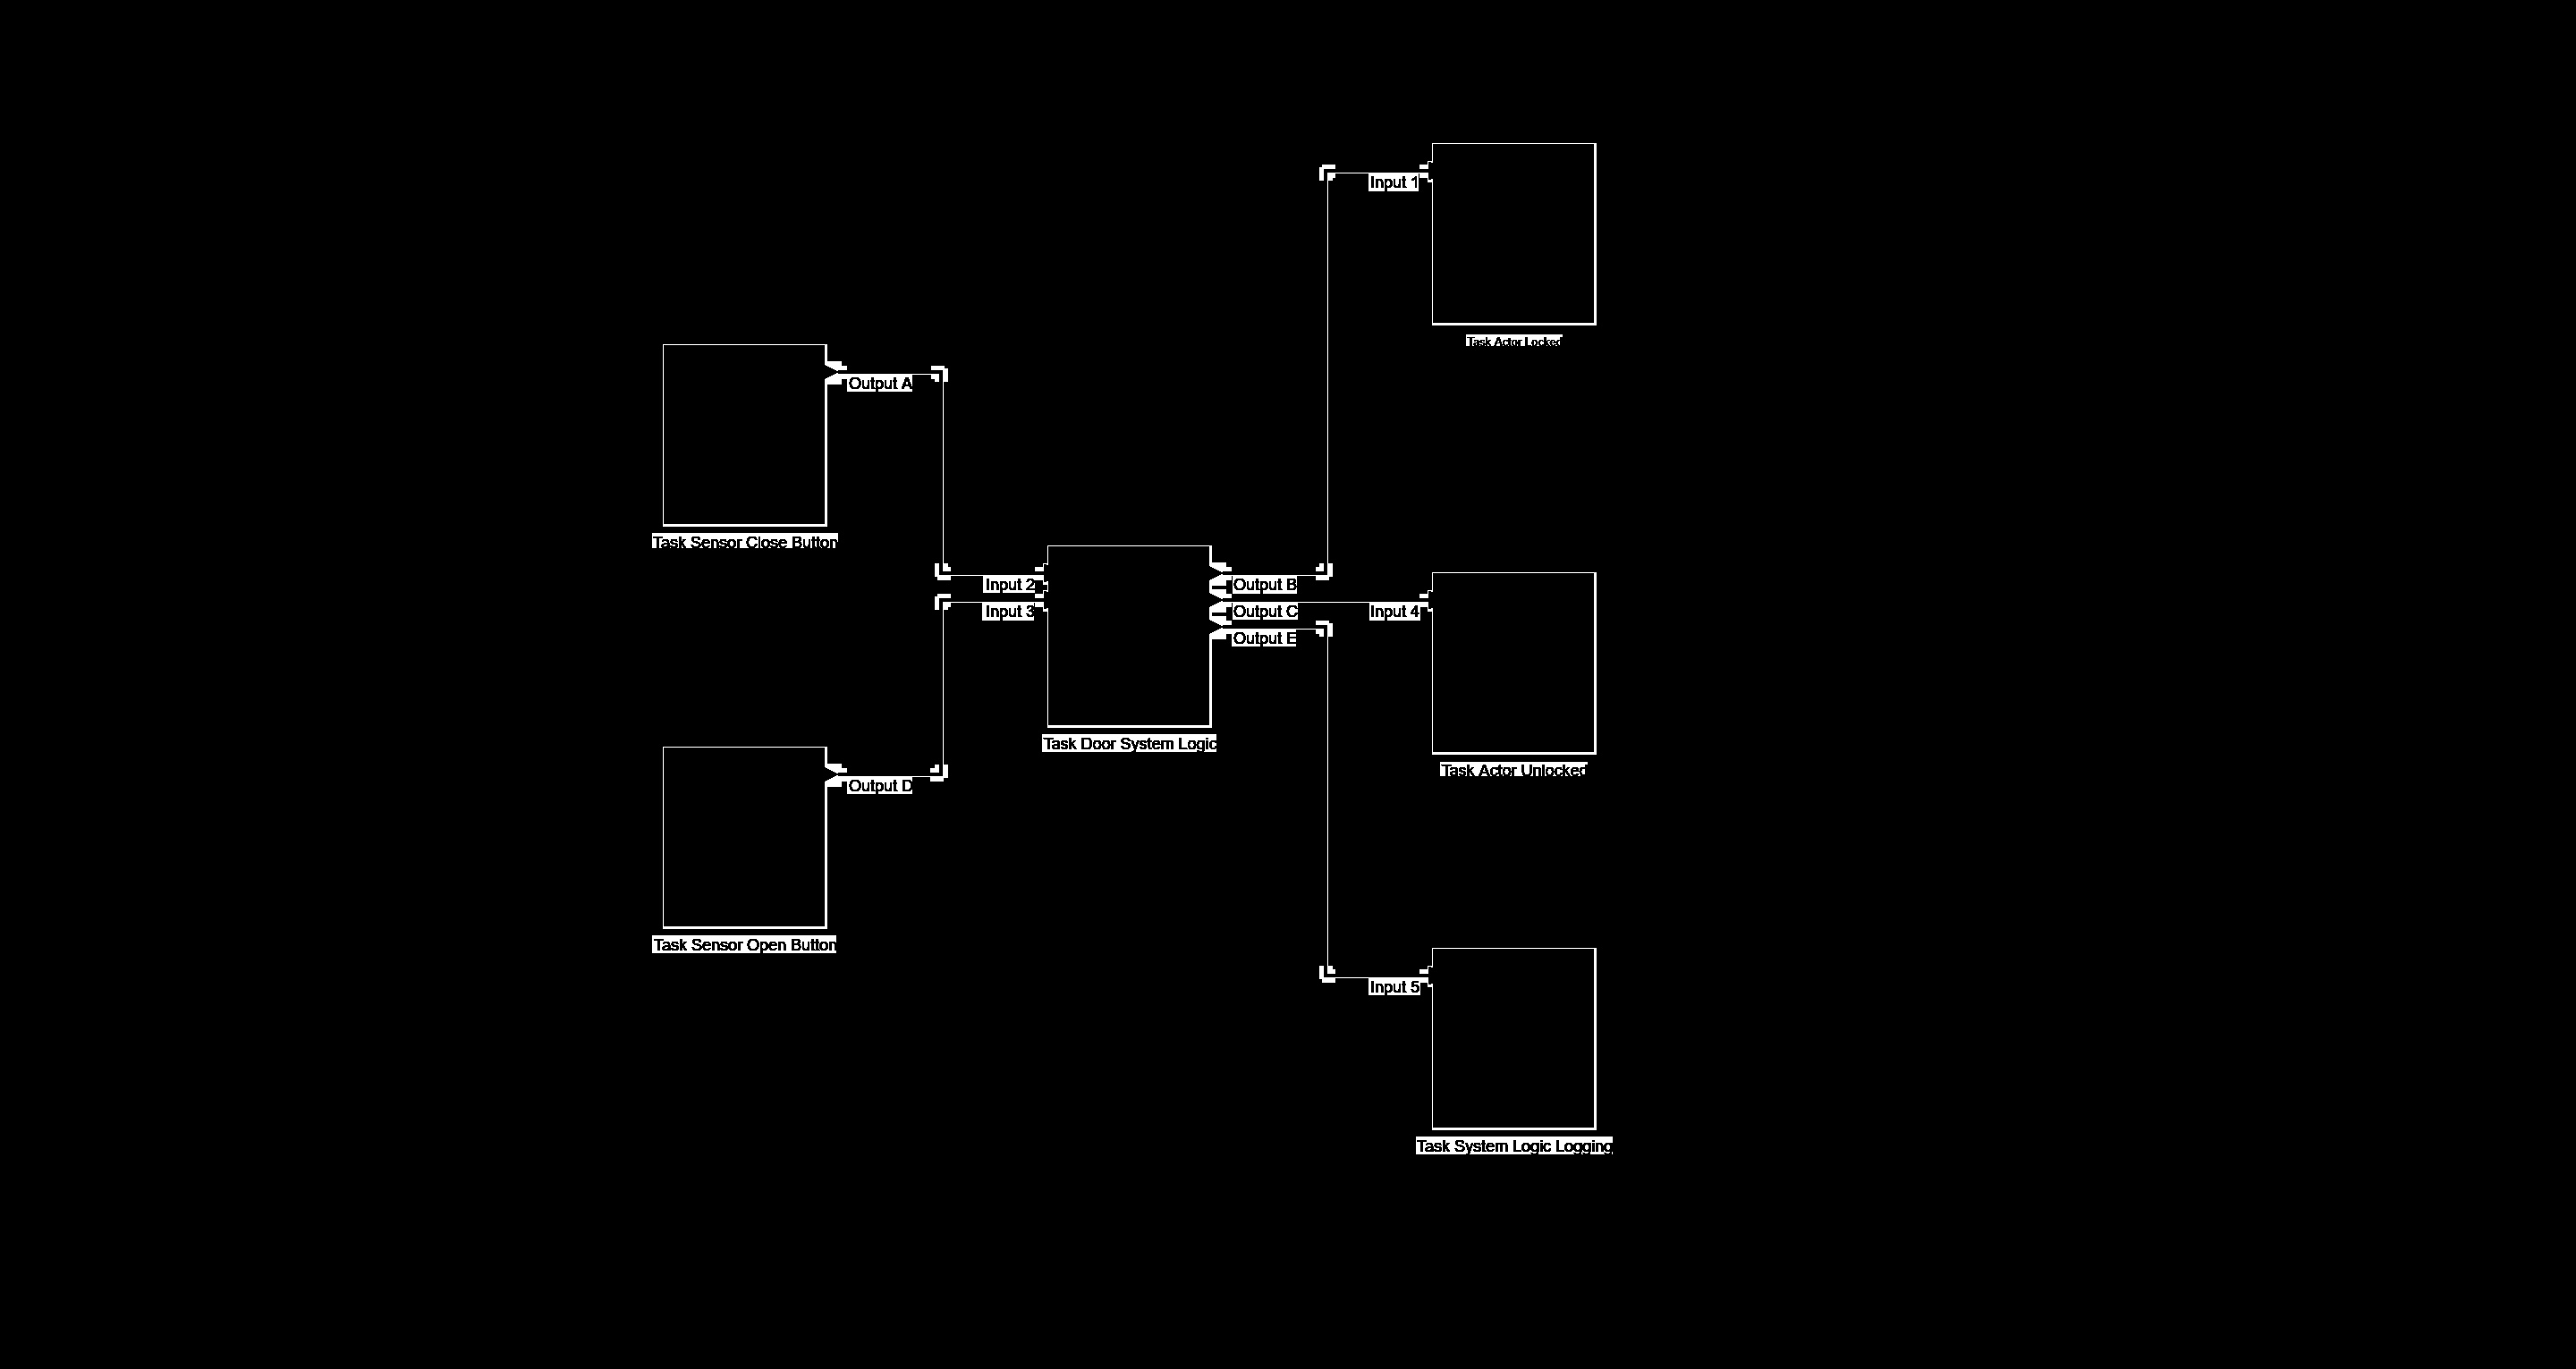 Input 1
Task Actor Locked
Output A
Task Sensor Close Button
Input 2
Output B
Input 3
Output C
Input 4
Output E
Task Door System Logic
Task Actor Unlocked
Output D
Task Sensor Open Button
Input 5
Task System Logic Logging